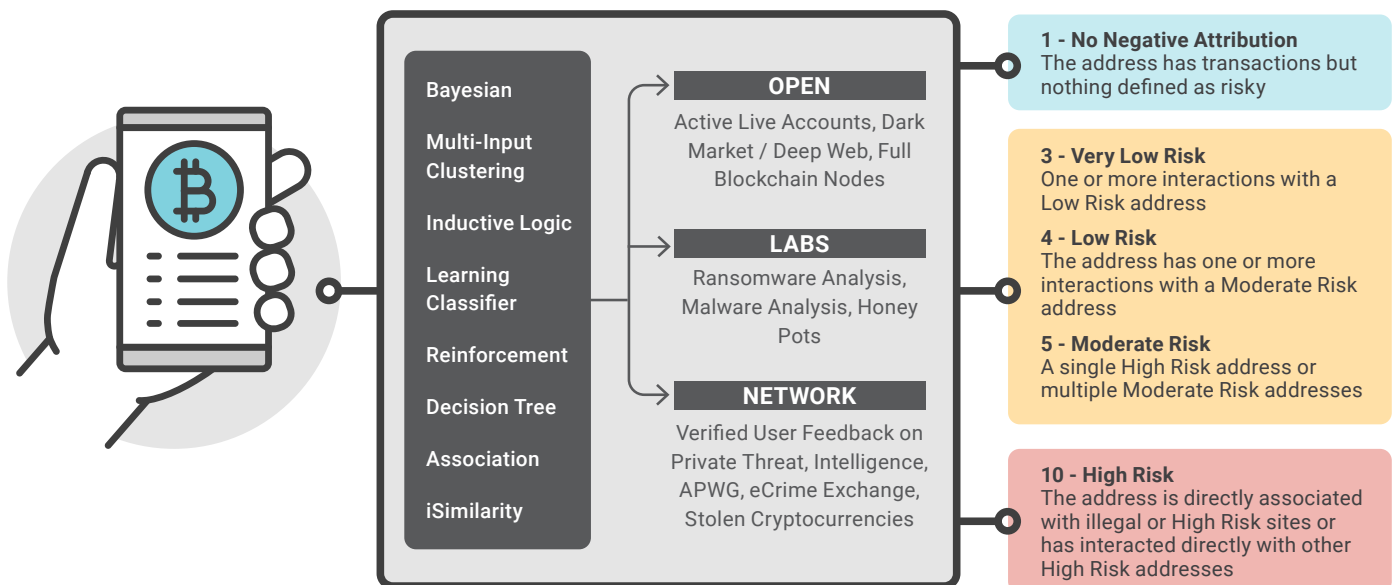 Bayesian
Multi-Input
Clustering
Inductive Logic
Learning
Classifier
Reinforcement
Decision Tree
Association
iSimilarity
OPEN
Active Live Accounts, Dark
Market / Deep Web, Full
Blockchain Nodes
LABS
Ransomware Analysis,
Malware Analysis, Honey
Pots
NETWORK
Verified User Feedback on
Private Threat, Intelligence,
APWG, eCrime Exchange,
Stolen Cryptocurrencies
1 - No Negative Attribution
The address has transactions but
nothing defined as risky
3 - Very Low Risk
One or more interactions with a
Low Risk address
4 - Low Risk
The address has one or more
interactions with a Moderate Risk
address
5 - Moderate Risk
A single High Risk address or
multiple Moderate Risk addresses
10 - High Risk
The address is directly associated
with illegal or High Risk sites or
has interacted directly with other
High Risk addresses